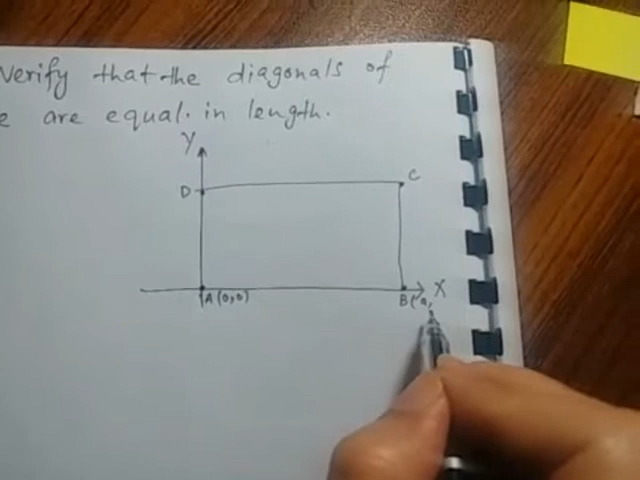 verify that the diagonals of
e are equal. in length.
Y
D
C
A(0,0)
B(a,
X